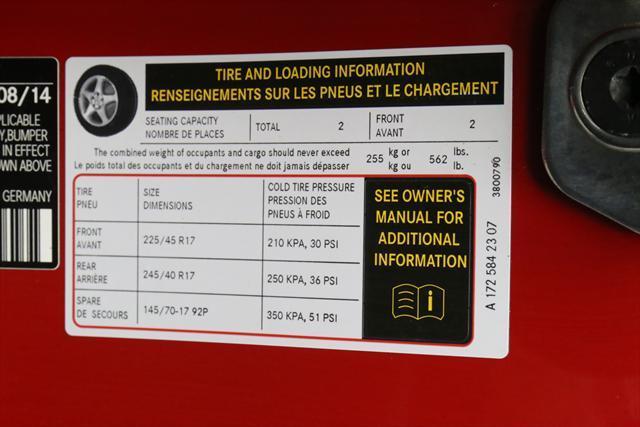 08/14
PLICABLE
Y,BUMPER
IN EFFECT
OWN ABOVE
GERMANY
TIRE AND LOADING INFORMATION
RENSEIGNEMENTS SUR LES PNEUS ET LE CHARGEMENT
SEATING CAPACITY
NOMBRE DE PLACES
TOTAL 2
FRONT
AVANT
2
The combined weight of occupants and cargo should never exceed
Le poids total des occupants et du chargement ne doit jamais dépasser
255 kg or
kg ou
562 lbs.
lb.
TIRE
PNEU
SIZE
DIMENSIONS
COLD TIRE PRESSURE
PRESSION DES
PNEUS À FROID
FRONT
AVANT
225/45 R17
210 KPA, 30 PSI
REAR
ARRIÈRE
245/40 R17
250 KPA, 36 PSI
SPARE
DE SECOURS
145/70-17 92P
350 KPA, 51 PSI
SEE OWNER'S
MANUAL FOR
ADDITIONAL
INFORMATION
i
3800790
A 172 584 23 07